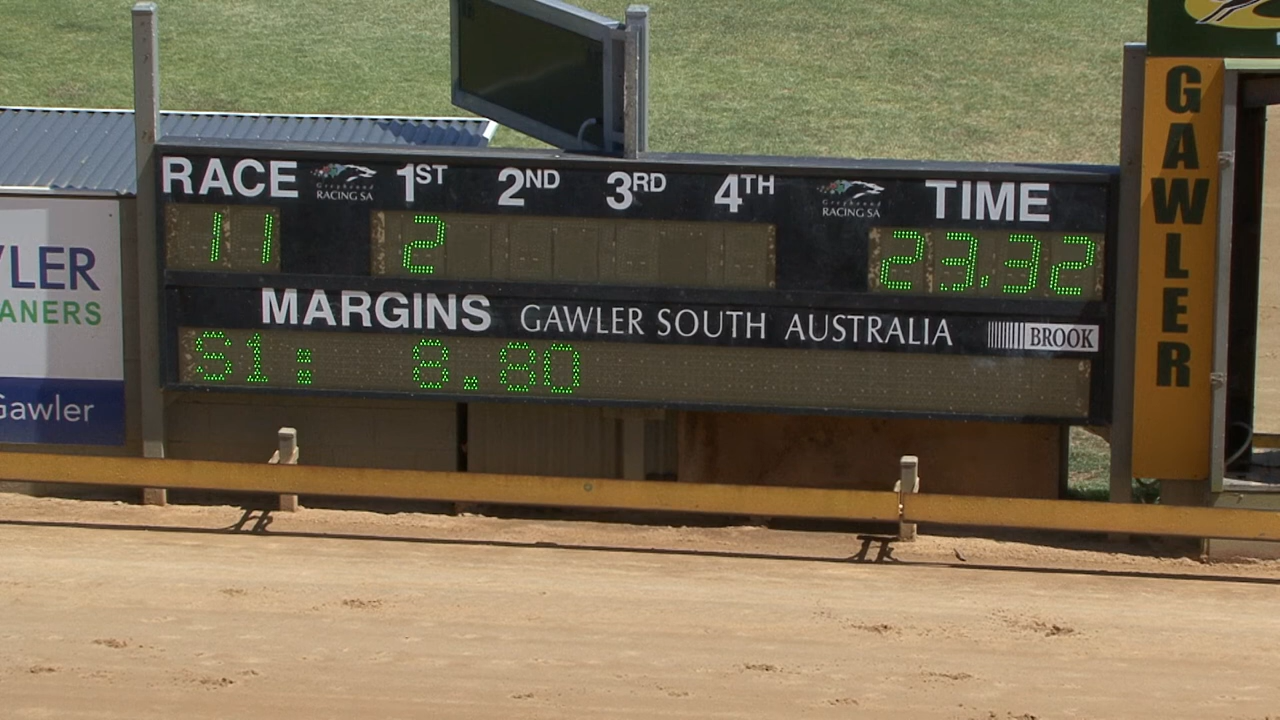 RACE
Greyhound RACING SA
1ST 2ND 3RD 4TH
Greyhound RACING SA
TIME
11 2 23.32
MARGINS GAWLER SOUTH AUSTRALIA BROOK
S1: 8.80
GAWLER
LER
ANERS
Gawler